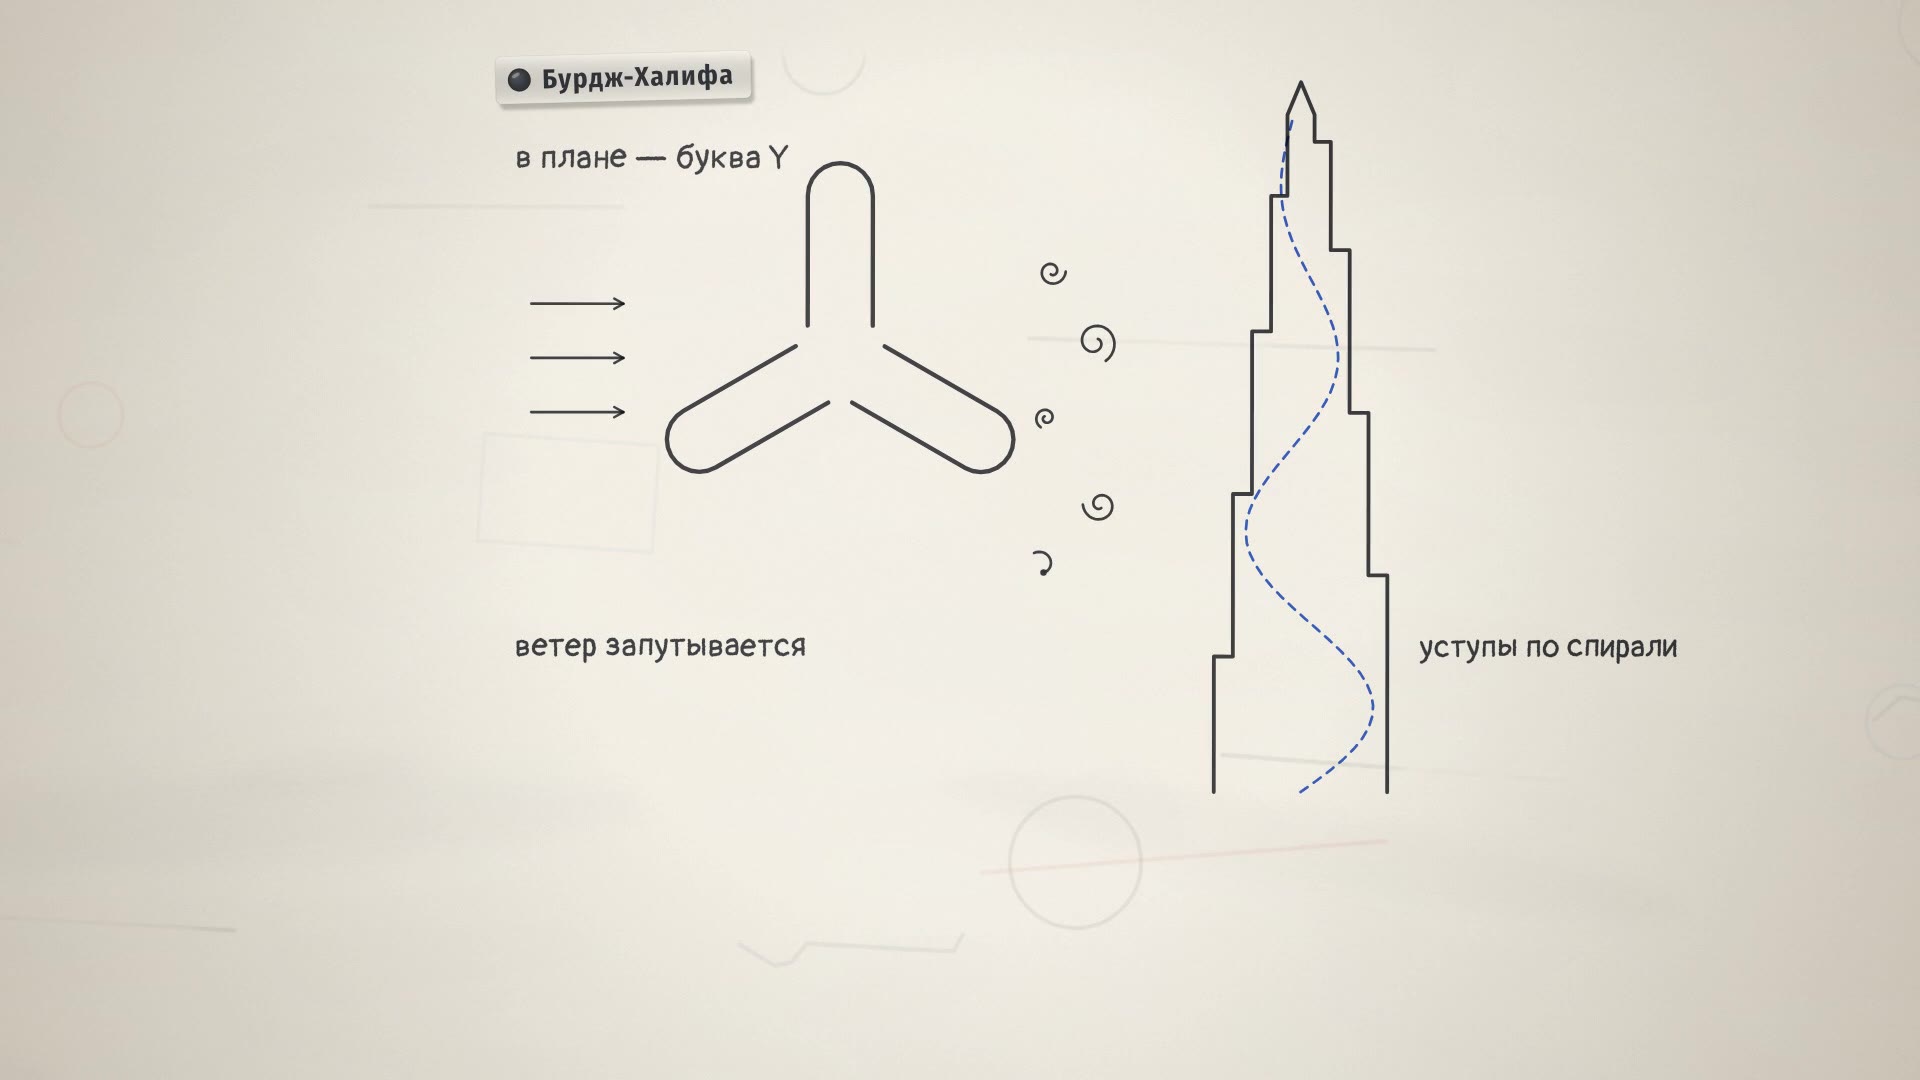 Бурдж-Халифа
в плане — буква Y
ветер запутывается
уступы по спирали